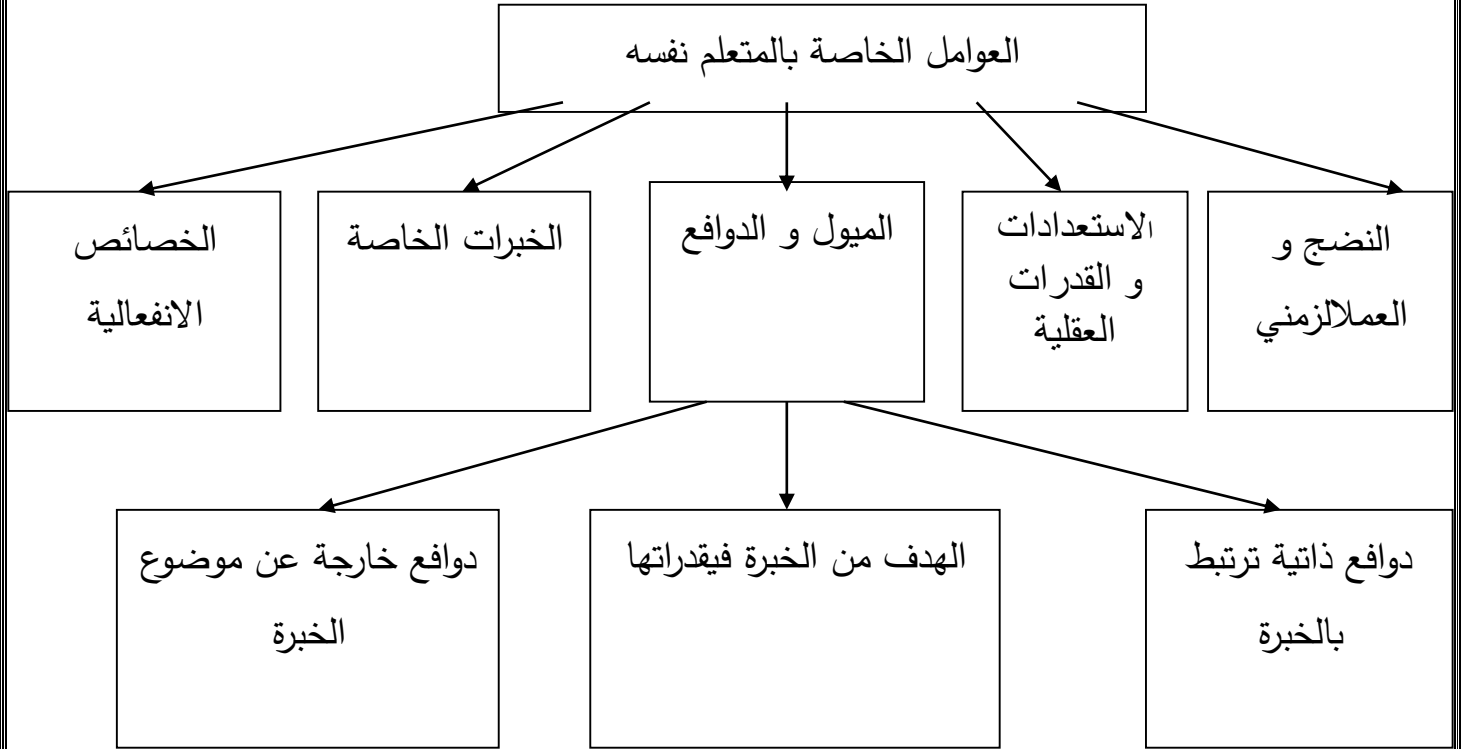 العوامل الخاصة بالمتعلم نفسه
النضج و
العملالزمني
الاستعدادات
و القدرات
العقلية
الميول و الدوافع
الخبرات الخاصة
الخصائص
الانفعالية
دوافع ذاتية ترتبط
بالخبرة
الهدف من الخبرة فيقدراتها
دوافع خارجة عن موضوع
الخبرة